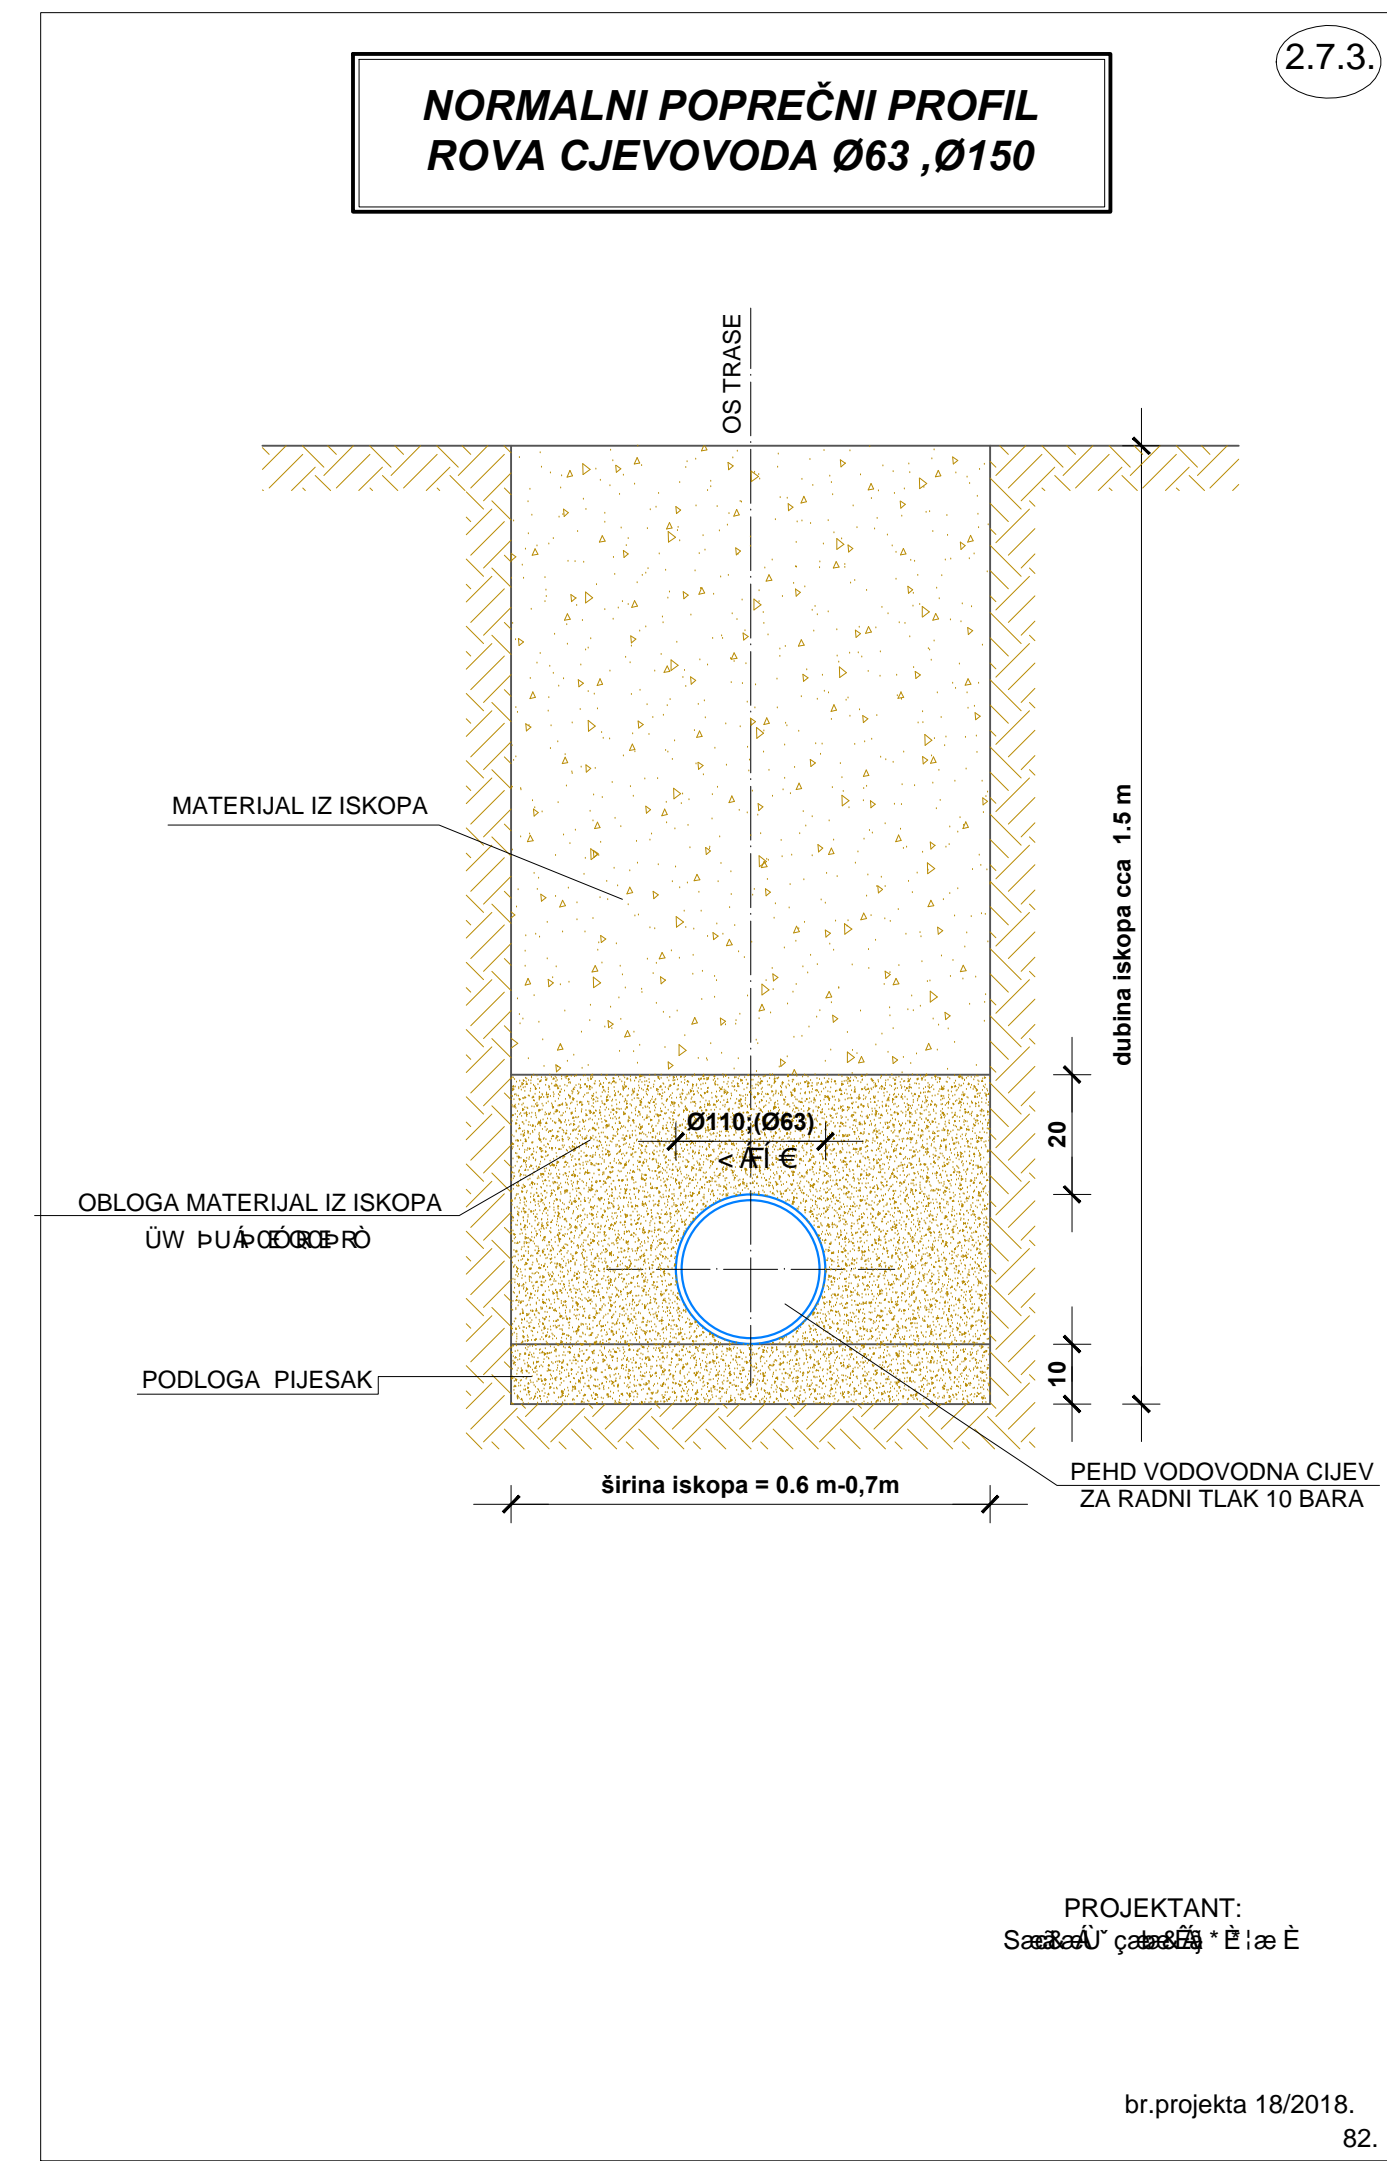 2.7.3.
NORMALNI POPREČNI PROFIL
ROVA CJEVOVODA Ø63 ,Ø150
OS TRASE
MATERIJAL IZ ISKOPA
dubina iskopa cca 1.5 m
Ø110;(Ø63)
20
OBLOGA MATERIJAL IZ ISKOPA
PODLOGA PIJESAK
10
PEHD VODOVODNA CIJEV
ZA RADNI TLAK 10 BARA
širina iskopa = 0.6 m-0,7m
PROJEKTANT:
br.projekta 18/2018.
82.